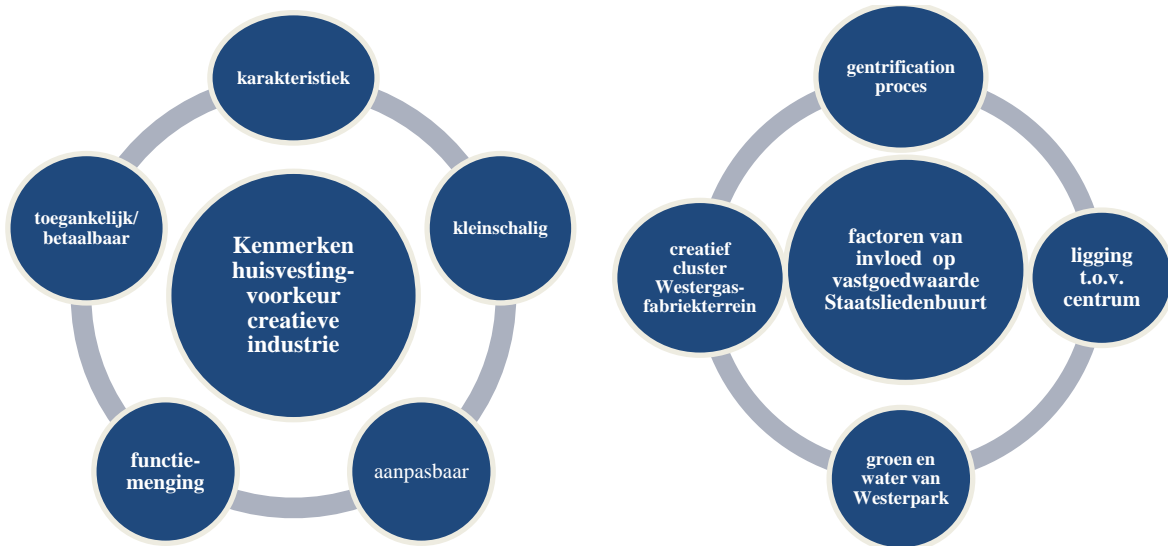 karakteristiek
toegankelijk/
betaalbaar
kleinschalig
Kenmerken
huisvesting-
voorkeur
creatieve
industrie
functie-
menging
aanpasbaar
gentrification
proces
creatief
cluster
Westergas-
fabriekterrein
factoren van
invloed op
vastgoedwaarde
Staatsliedenbuurt
ligging
t.o.v.
centrum
groen en
water van
Westerpark